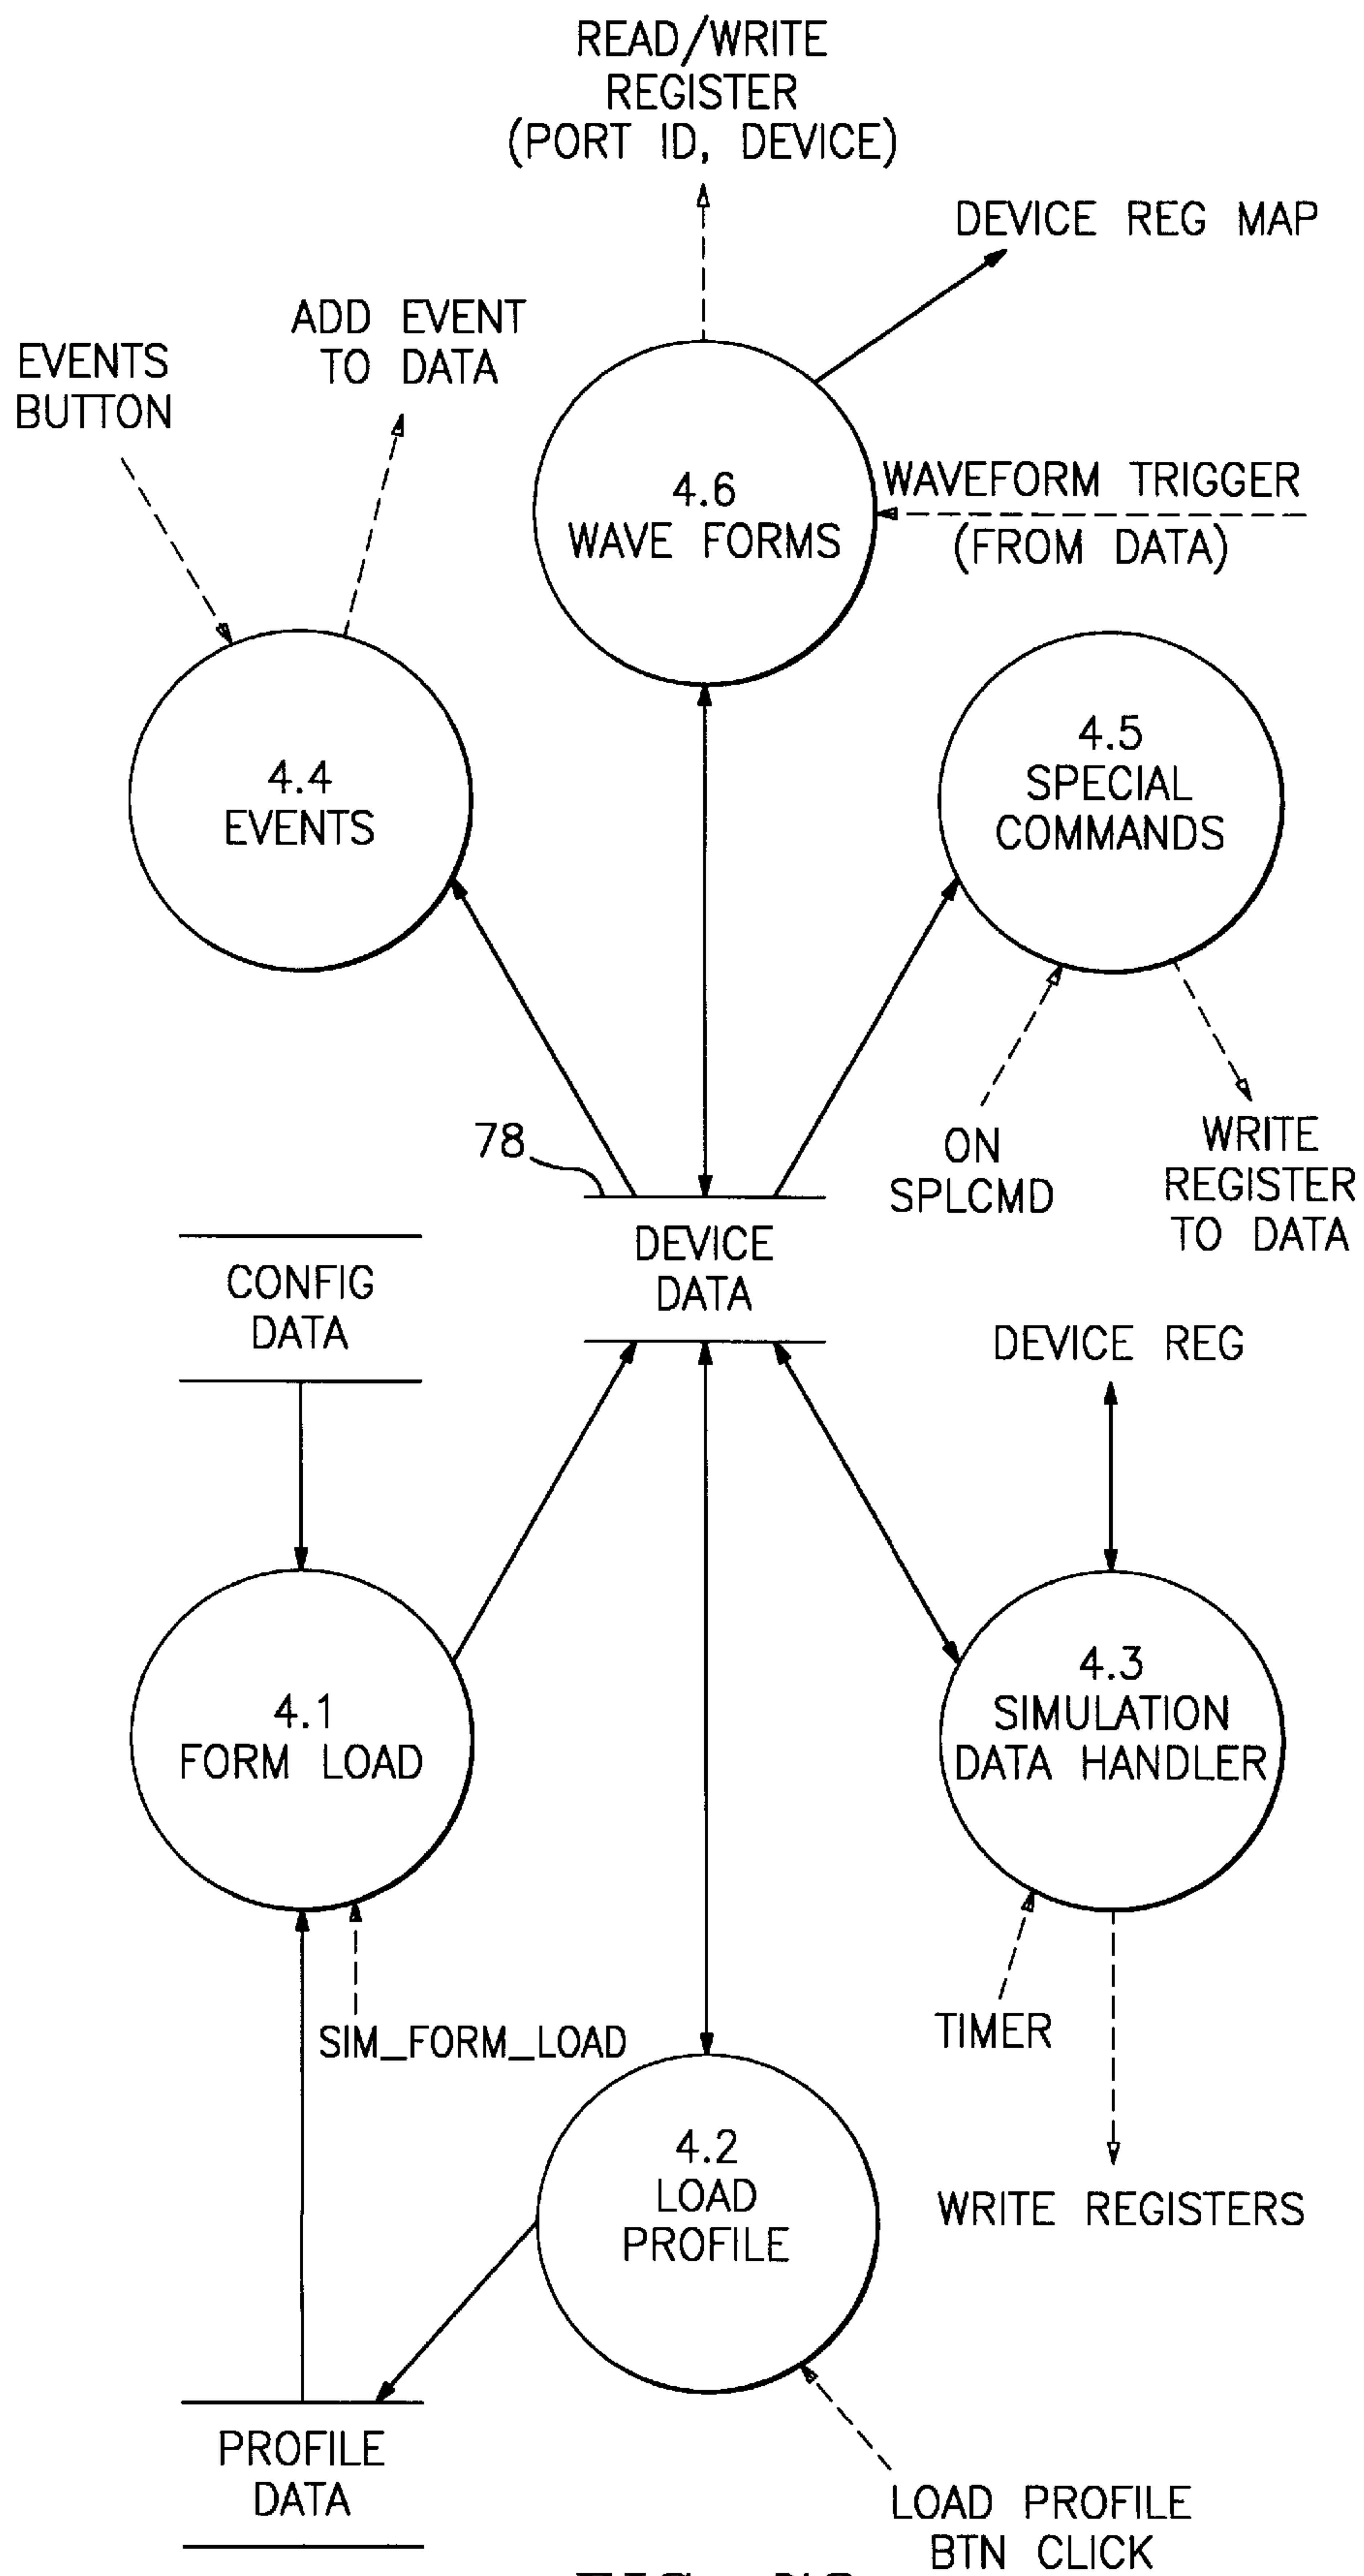 READ/WRITE
REGISTER
(PORT ID, DEVICE)
DEVICE REG MAP
ADD EVENT
TO DATA
EVENTS
BUTTON
4.6
WAVE FORMS
WAVEFORM TRIGGER
(FROM DATA)
4.4
EVENTS
4.5
SPECIAL
COMMANDS
78
ON
SPLCMD
WRITE
REGISTER
TO DATA
DEVICE
DATA
CONFIG
DATA
DEVICE REG
4.1
FORM LOAD
4.3
SIMULATION
DATA HANDLER
SIM_FORM_LOAD
TIMER
4.2
LOAD
PROFILE
WRITE REGISTERS
PROFILE
DATA
LOAD PROFILE
BTN CLICK